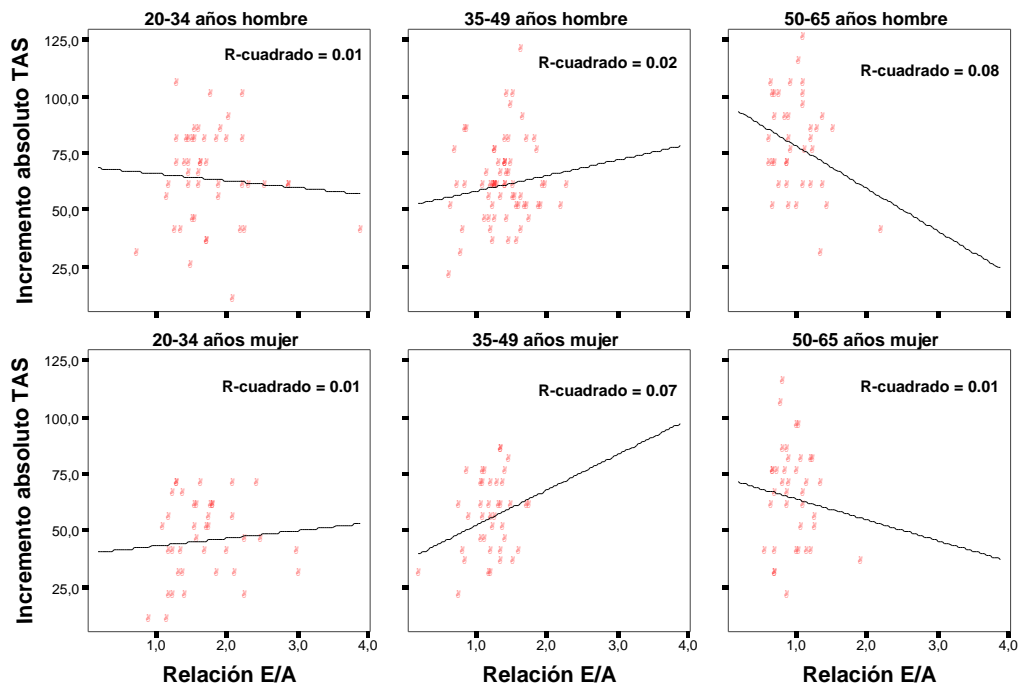 20-34 años hombre
35-49 años hombre
50-65 años hombre
Incremento absoluto TAS
125,0
100,0
75,0
50,0
25,0
R-cuadrado = 0.01
R-cuadrado = 0.02
R-cuadrado = 0.08
20-34 años mujer
35-49 años mujer
50-65 años mujer
Incremento absoluto TAS
125,0
100,0
75,0
50,0
25,0
R-cuadrado = 0.01
R-cuadrado = 0.07
R-cuadrado = 0.01
1,0 2,0 3,0 4,0
1,0 2,0 3,0 4,0
1,0 2,0 3,0 4,0
Relación E/A
Relación E/A
Relación E/A